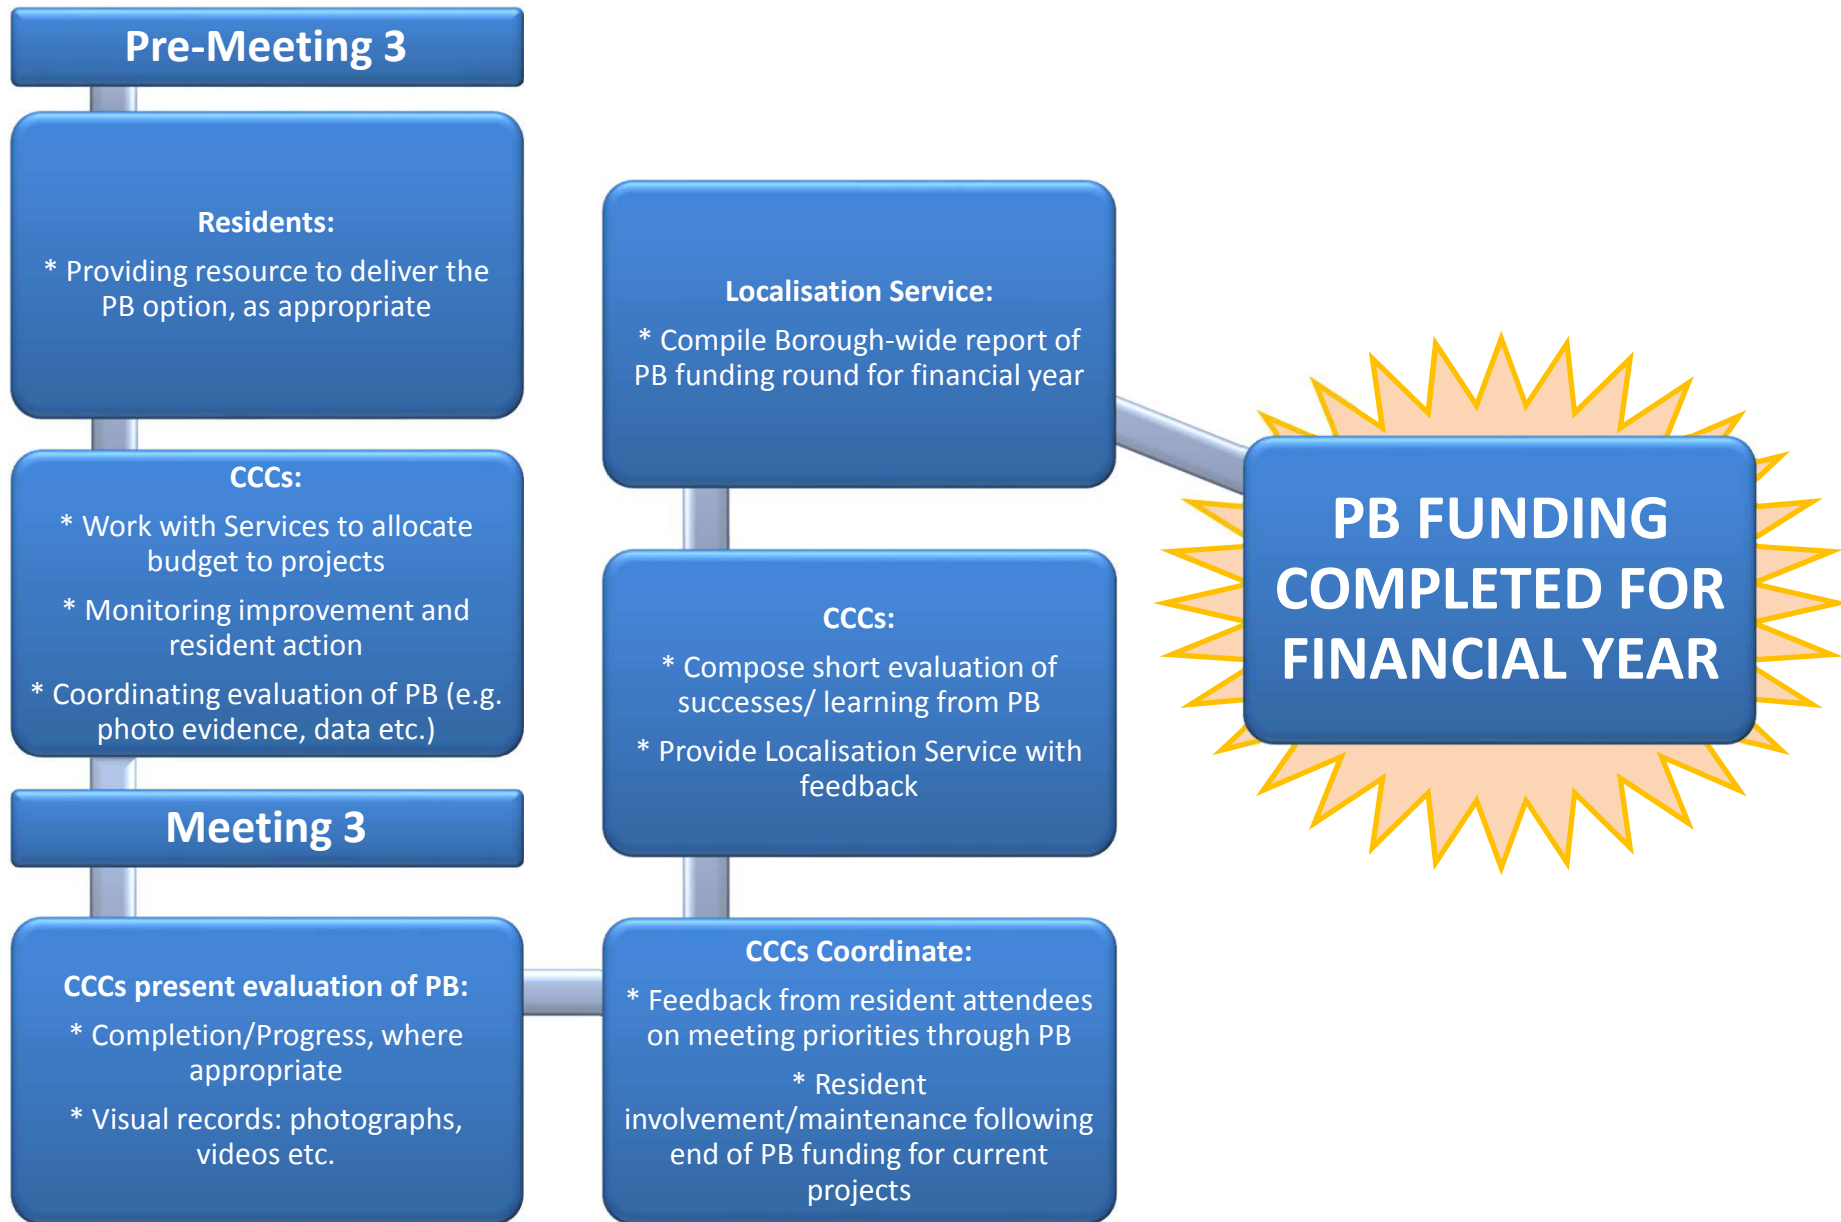 Pre-Meeting 3
Residents:
* Providing resource to deliver the
PB option, as appropriate
CCCs:
* Work with Services to allocate
budget to projects
* Monitoring improvement and
resident action
* Coordinating evaluation of PB (e.g.
photo evidence, data etc.)
Meeting 3
CCCs present evaluation of PB:
* Completion/Progress, where
appropriate
* Visual records: photographs,
videos etc.
CCCs Coordinate:
* Feedback from resident attendees
on meeting priorities through PB
* Resident
involvement/maintenance following
end of PB funding for current
projects
CCCs:
* Compose short evaluation of
successes/ learning from PB
* Provide Localisation Service with
feedback
Localisation Service:
* Compile Borough-wide report of
PB funding round for financial year
PB FUNDING
COMPLETED FOR
FINANCIAL YEAR